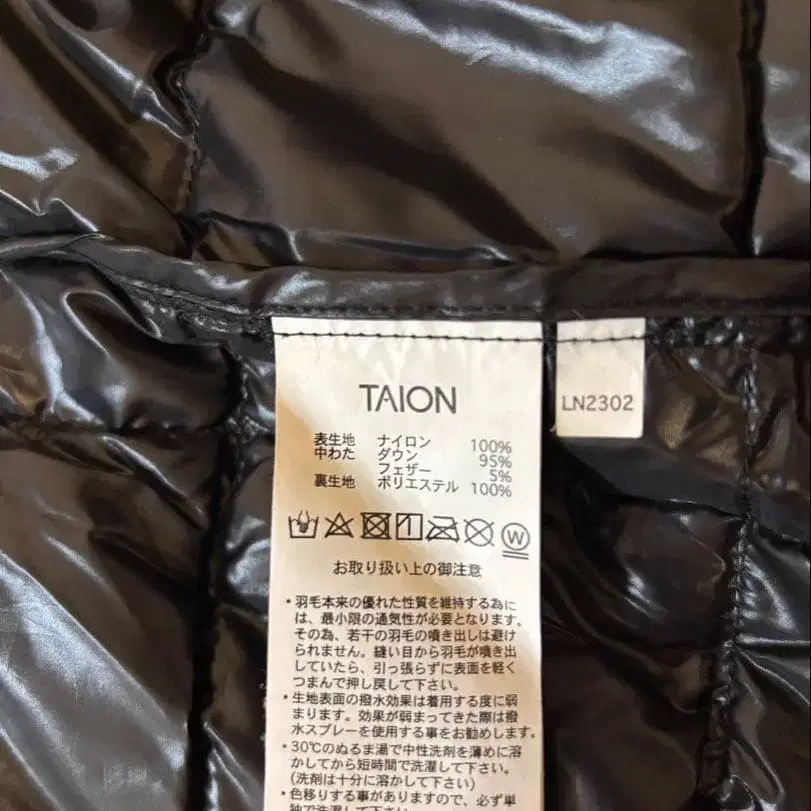 TAION
LN2302
表生地 ナイロン 100%
中わた ダウン 95%
フェザー 5%
裏生地 ポリエステル 100%
W
お取り扱い上の御注意
・羽毛本来の優れた性質を維持する為に
は、最小限の通気性が必要となります。
その為、若干の羽毛の噴き出しは避け
られません。縫い目から羽毛が噴き出
していたら、引っ張らずに表面を軽く
つまんで押し戻して下さい。
・生地表面の撥水効果は着用する度に弱
まります。効果が弱まってきた際は撥
水スプレーを使用する事をお勧めします。
・30℃のぬるま湯で中性洗剤を薄めに溶
かしてから短時間で洗濯して下さい。
(洗剤は十分に溶かして下さい)
・色移りする事がありますので、必ず単
独で洗濯して下さい